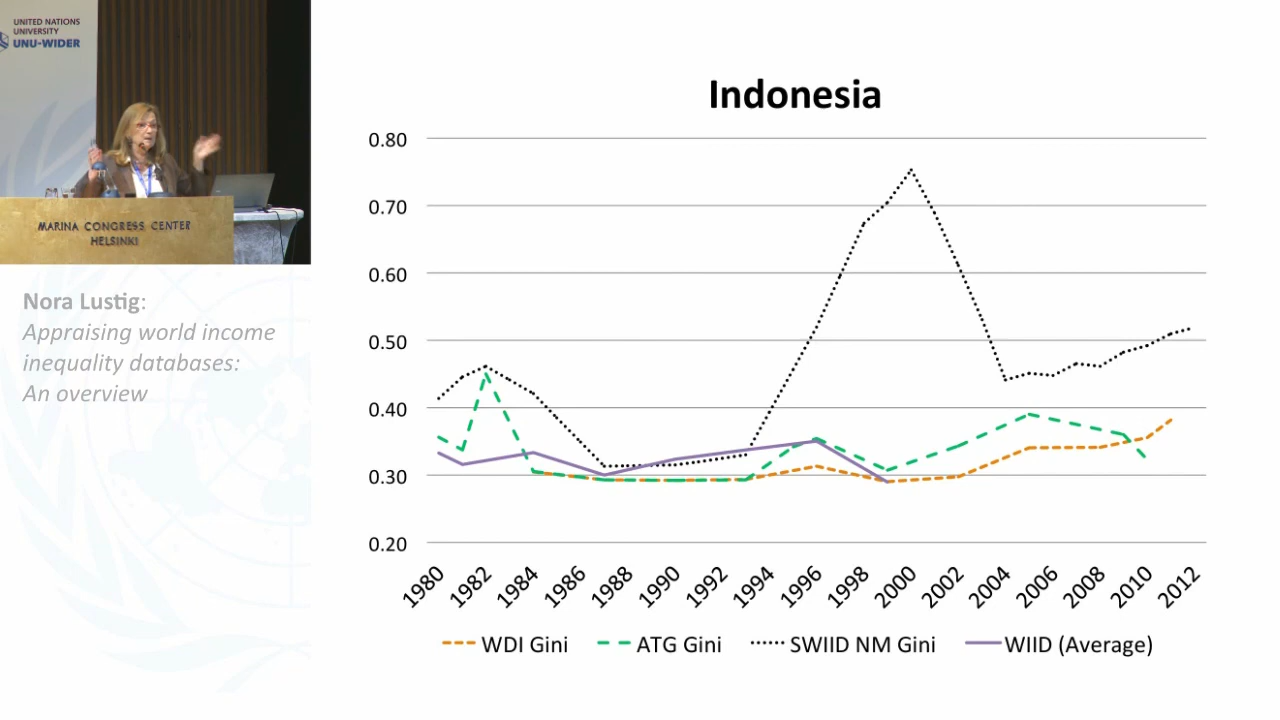 UNITED NATIONS
UNIVERSITY
UNU-WIDER
MARINA CONGRESS CENTER
HELSINKI
Nora Lustig:
Appraising world income
inequality databases:
An overview
Indonesia
0.80
0.70
0.60
0.50
0.40
0.30
0.20
1980 1982 1984 1986 1988 1990 1992 1994 1996 1998 2000 2002 2004 2006 2008 2010 2012
WDI Gini ATG Gini SWIID NM Gini WIID (Average)